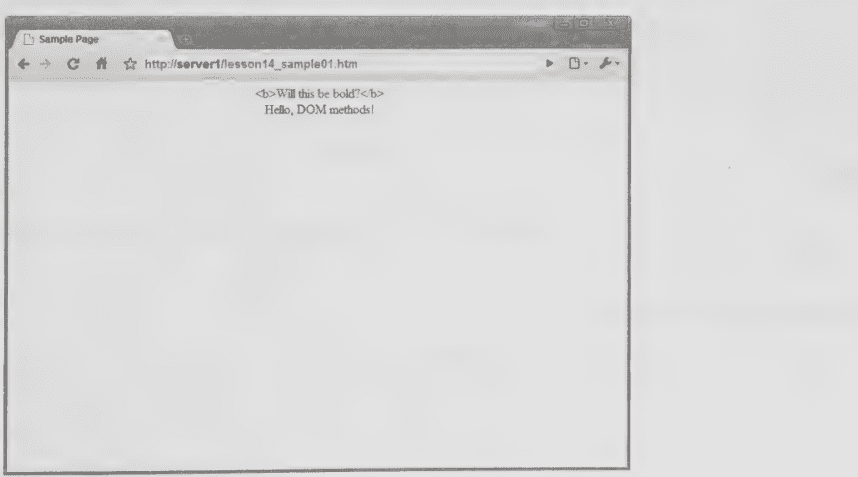 Sample Page
http://server1/lesson14_sample01.htm
<b>Will this be bold?</b>
Hello, DOM methods!